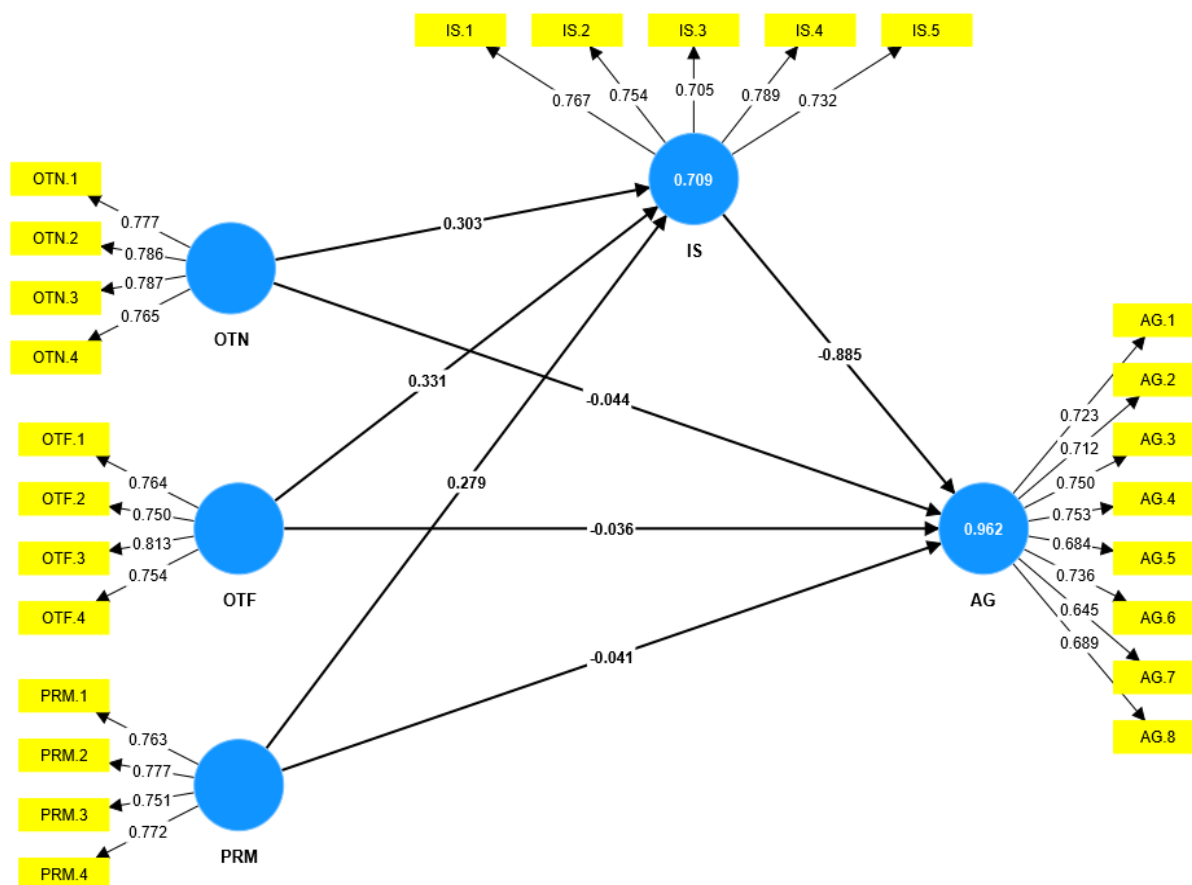 IS.1
IS.2
IS.3
IS.4
IS.5
0.767
0.754
0.705
0.789
0.732
0.709
IS
OTN.1
OTN.2
OTN.3
OTN.4
0.777
0.786
0.787
0.765
OTN
0.303
0.331
0.279
-0.885
-0.044
-0.036
-0.041
OTF.1
OTF.2
OTF.3
OTF.4
0.764
0.750
0.813
0.754
OTF
PRM.1
PRM.2
PRM.3
PRM.4
0.763
0.777
0.751
0.772
PRM
0.962
AG
0.723
0.712
0.750
0.753
0.684
0.736
0.645
0.689
AG.1
AG.2
AG.3
AG.4
AG.5
AG.6
AG.7
AG.8